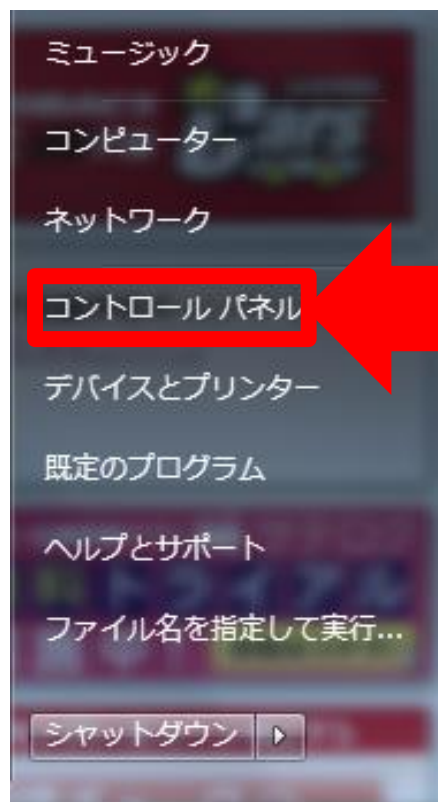 ミュージック
コンピューター
ネットワーク
コントロール パネル
デバイスとプリンター
既定のプログラム
ヘルプとサポート
ファイル名を指定して実行...
シャットダウン